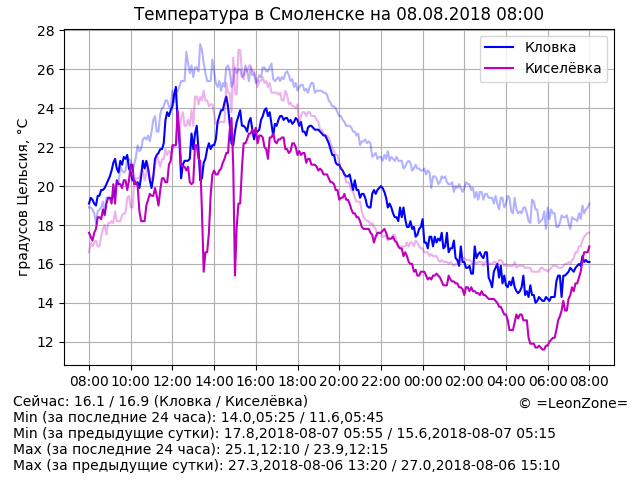 Температура в Смоленске на 08.08.2018 08:00
Кловка
Киселёвка
градусов Цельсия, °C
28
26
24
22
20
18
16
14
12
08:00 10:00 12:00 14:00 16:00 18:00 20:00 22:00 00:00 02:00 04:00 06:00 08:00
Сейчас: 16.1 / 16.9 (Кловка / Киселёвка)
© =LeonZone=
Min (за последние 24 часа): 14.0,05:25 / 11.6,05:45
Min (за предыдущие сутки): 17.8,2018-08-07 05:55 / 15.6,2018-08-07 05:15
Max (за последние 24 часа): 25.1,12:10 / 23.9,12:15
Max (за предыдущие сутки): 27.3,2018-08-06 13:20 / 27.0,2018-08-06 15:10